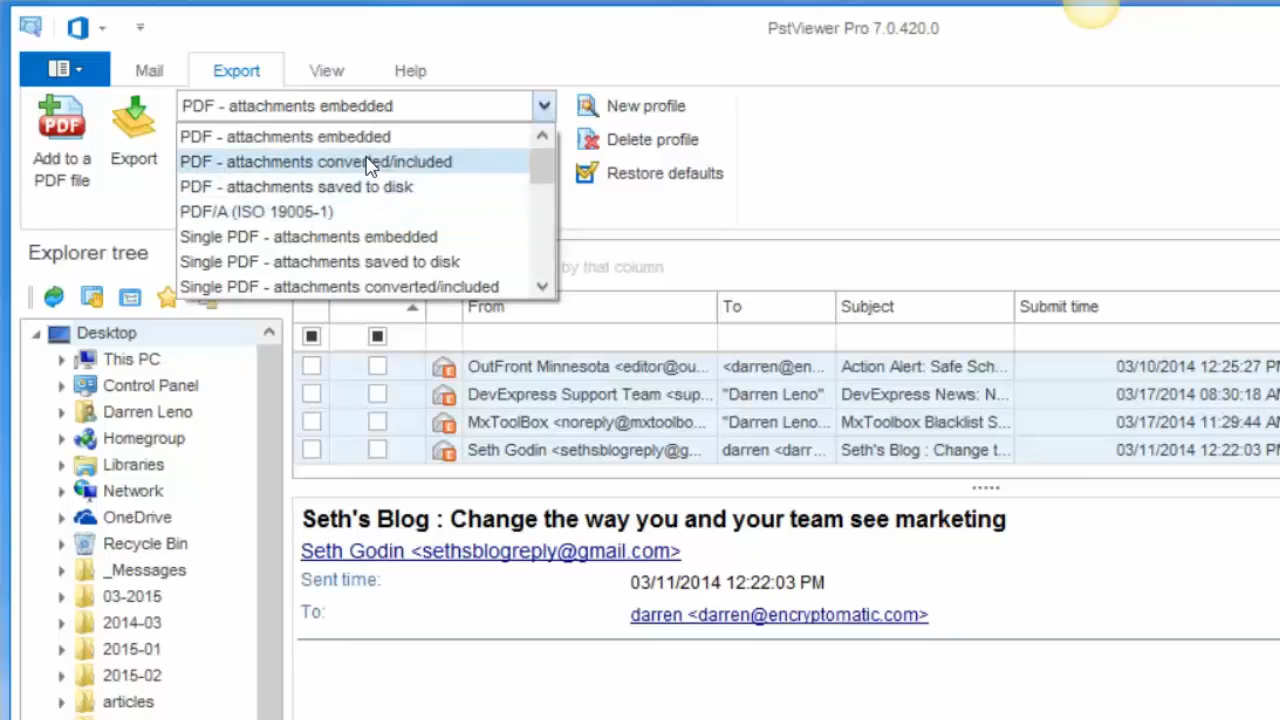 PstViewer Pro 7.0.420.0
Mail Export View Help
Add to a PDF file
Export
PDF - attachments embedded
PDF - attachments embedded
PDF - attachments converted/included
PDF - attachments saved to disk
PDF/A (ISO 19005-1)
Single PDF - attachments embedded
Single PDF - attachments saved to disk
Single PDF - attachments converted/included
New profile
Delete profile
Restore defaults
by that column
Explorer tree
Desktop
This PC
Control Panel
Darren Leno
Homegroup
Libraries
Network
OneDrive
Recycle Bin
_Messages
03-2015
2014-03
2015-01
2015-02
articles
From To Subject Submit time
OutFront Minnesota <editor@ou... <darren@en... Action Alert: Safe Sch... 03/10/2014 12:25:27 PM
DevExpress Support Team <sup... "Darren Leno" DevExpress News: N... 03/17/2014 08:30:18 AM
MxToolBox <noreply@mxtoolbo... "Darren Leno... MxToolbox Blacklist S... 03/17/2014 11:29:44 AM
Seth Godin <sethsblogreply@g... darren <darr... Seth's Blog : Change t... 03/11/2014 12:22:03 PM
Seth's Blog : Change the way you and your team see marketing
Seth Godin <sethsblogreply@gmail.com>
Sent time: 03/11/2014 12:22:03 PM
To: darren <darren@encryptomatic.com>